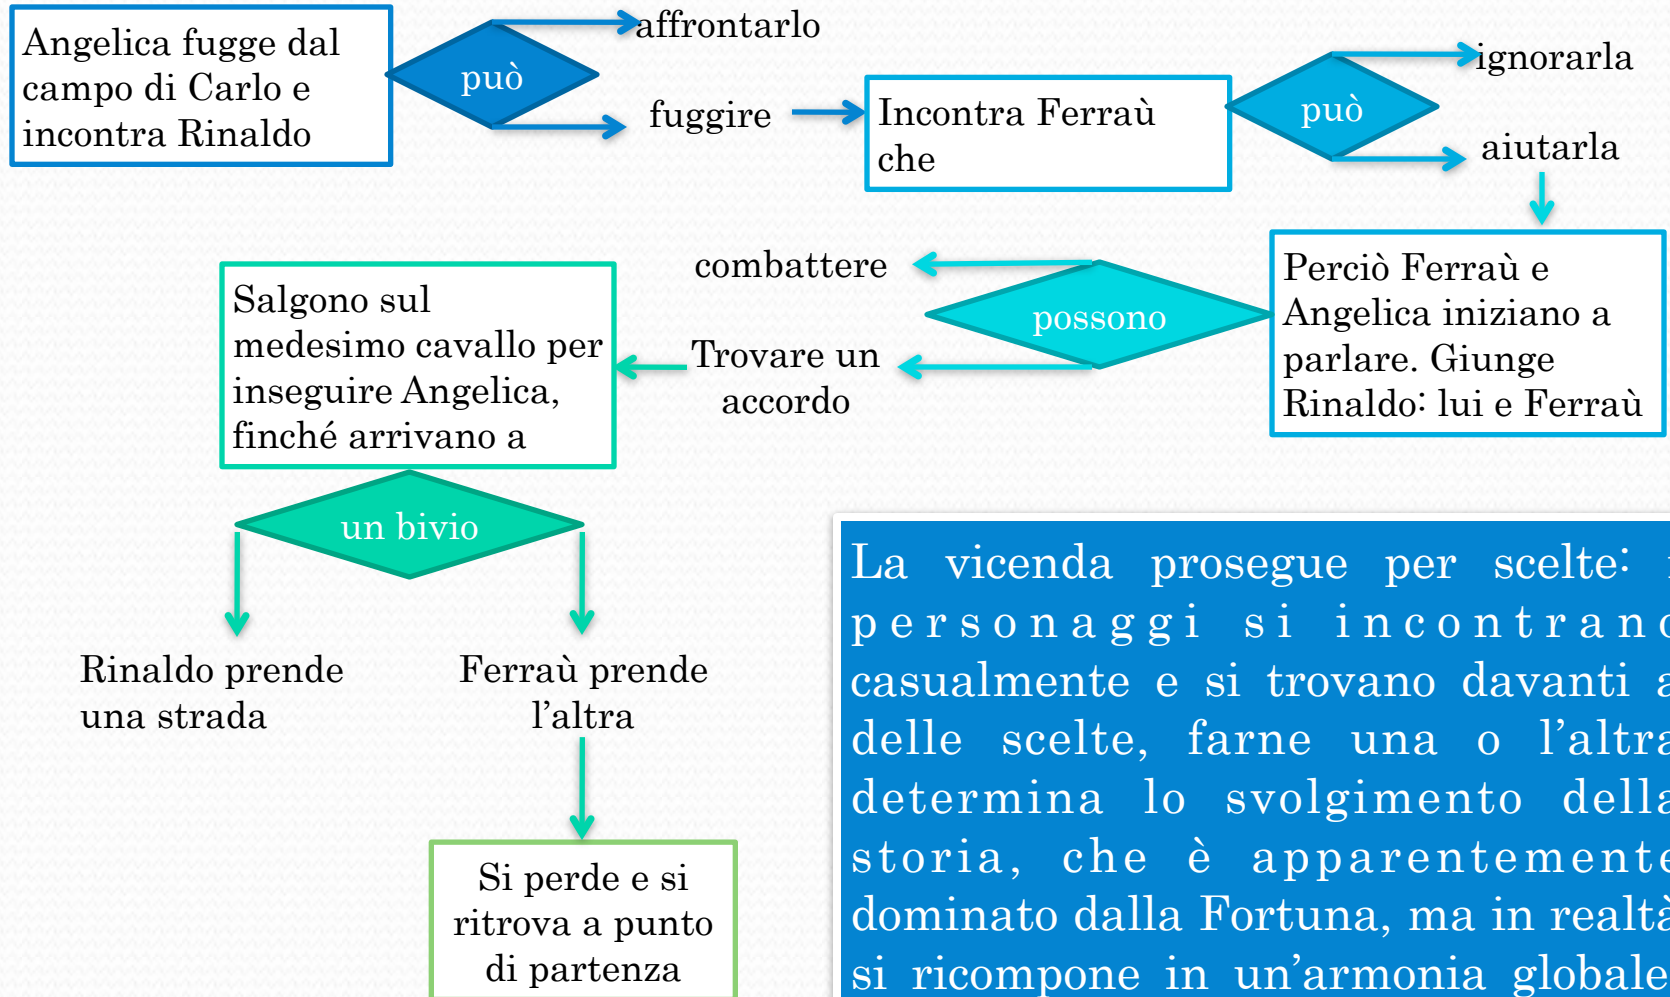 Angelica fugge dal
campo di Carlo e
incontra Rinaldo
può
affrontarlo
fuggire
Incontra Ferraù
che
può
ignorarla
aiutarla
Perciò Ferraù e
Angelica iniziano a
parlare. Giunge
Rinaldo: lui e Ferraù
possono
combattere
Trovare un
accordo
Salgono sul
medesimo cavallo per
inseguire Angelica,
finché arrivano a
un bivio
Rinaldo prende
una strada
Ferraù prende
l’altra
Si perde e si
ritrova a punto
di partenza
La vicenda prosegue per scelte: i
personaggi si incontrano
casualmente e si trovano davanti a
delle scelte, farne una o l’altra
determina lo svolgimento della
storia, che è apparentemente
dominato dalla Fortuna, ma in realtà
si ricompone in un’armonia globale.